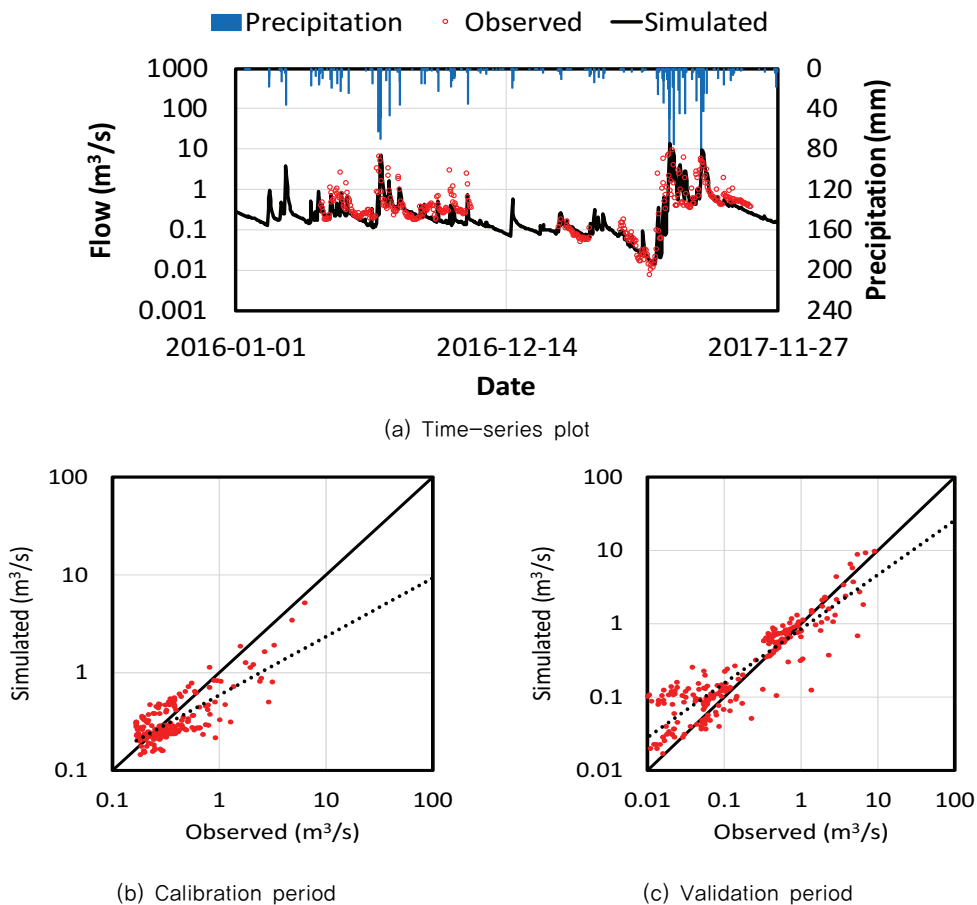 Precipitation Observed Simulated
1000
100
10
1
0.1
0.01
0.001
Flow (m³/s)
0
40
80
120
160
200
240
Precipitation (mm)
2016-01-01 2016-12-14 2017-11-27
Date
(a) Time-series plot
100
10
1
0.1
Simulated (m³/s)
0.1 1 10 100
Observed (m³/s)
(b) Calibration period
100
10
1
0.1
0.01
Simulated (m³/s)
0.01 0.1 1 10 100
Observed (m³/s)
(c) Validation period